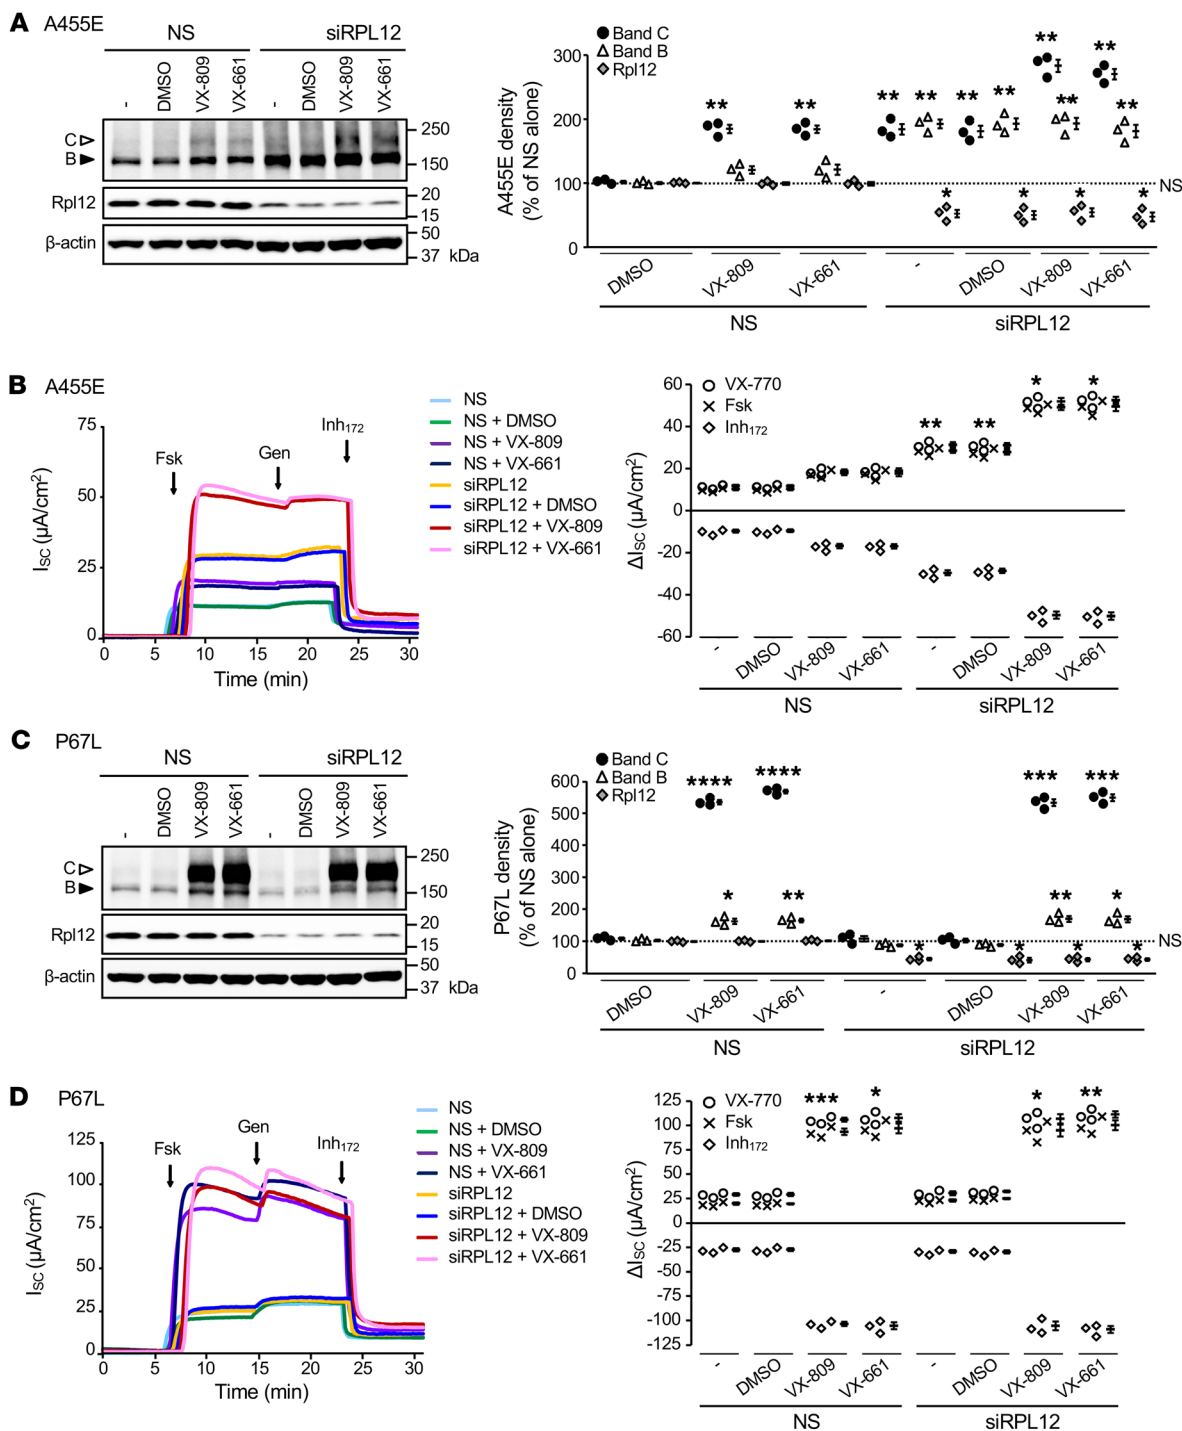 A A455E
NS siRPL12
- DMSO VX-809 VX-661 - DMSO VX-809 VX-661
C
B
250
150
Rpl12
20
15
β-actin
50
37 kDa
Band C
Band B
Rpl12
A455E density
(% of NS alone)
300
200
100
0
** ** ** ** ** ** ** ** ** **
* * * *
NS
DMSO VX-809 VX-661 - DMSO VX-809 VX-661
NS siRPL12
B A455E
ISC (µA/cm2)
75
50
25
0
Fsk Gen Inh172
0 5 10 15 20 25 30
Time (min)
NS
NS + DMSO
NS + VX-809
NS + VX-661
siRPL12
siRPL12 + DMSO
siRPL12 + VX-809
siRPL12 + VX-661
VX-770
Fsk
Inh172
ΔISC (µA/cm2)
60
40
20
0
-20
-40
-60
** ** * *
- DMSO VX-809 VX-661 - DMSO VX-809 VX-661
NS siRPL12
C P67L
NS siRPL12
- DMSO VX-809 VX-661 - DMSO VX-809 VX-661
C
B
250
150
Rpl12
20
15
β-actin
50
37 kDa
Band C
Band B
Rpl12
P67L density
(% of NS alone)
600
500
400
300
200
100
0
**** **** *** ***
* ** ** *
* * * *
NS
DMSO VX-809 VX-661 - DMSO VX-809 VX-661
NS siRPL12
D P67L
ISC (µA/cm2)
125
100
75
50
25
0
Fsk Gen Inh172
0 5 10 15 20 25 30
Time (min)
NS
NS + DMSO
NS + VX-809
NS + VX-661
siRPL12
siRPL12 + DMSO
siRPL12 + VX-809
siRPL12 + VX-661
VX-770
Fsk
Inh172
ΔISC (µA/cm2)
125
100
75
50
25
0
-25
-50
-75
-100
-125
*** * * **
- DMSO VX-809 VX-661 - DMSO VX-809 VX-661
NS siRPL12